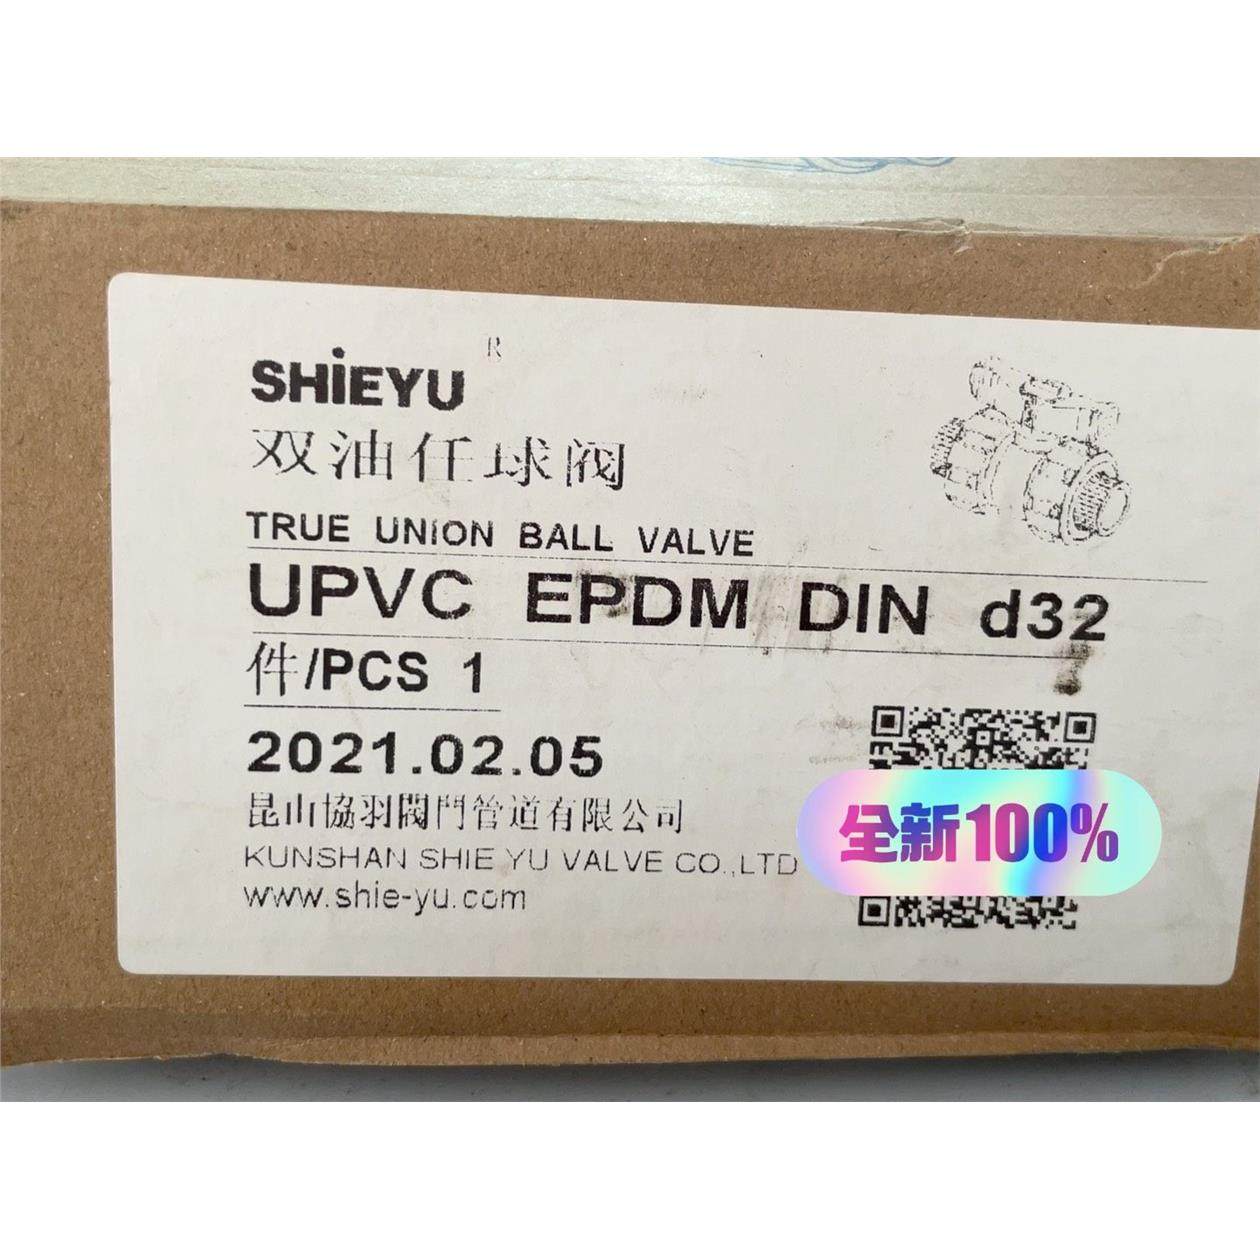 SHiEYU R
双油任球阀
TRUE UNION BALL VALVE
UPVC EPDM DIN d32
件/PCS 1
2021.02.05
昆山協羽閥門管道有限公司
KUNSHAN SHIE YU VALVE CO.,LTD
www.shie-yu.com
全新100%